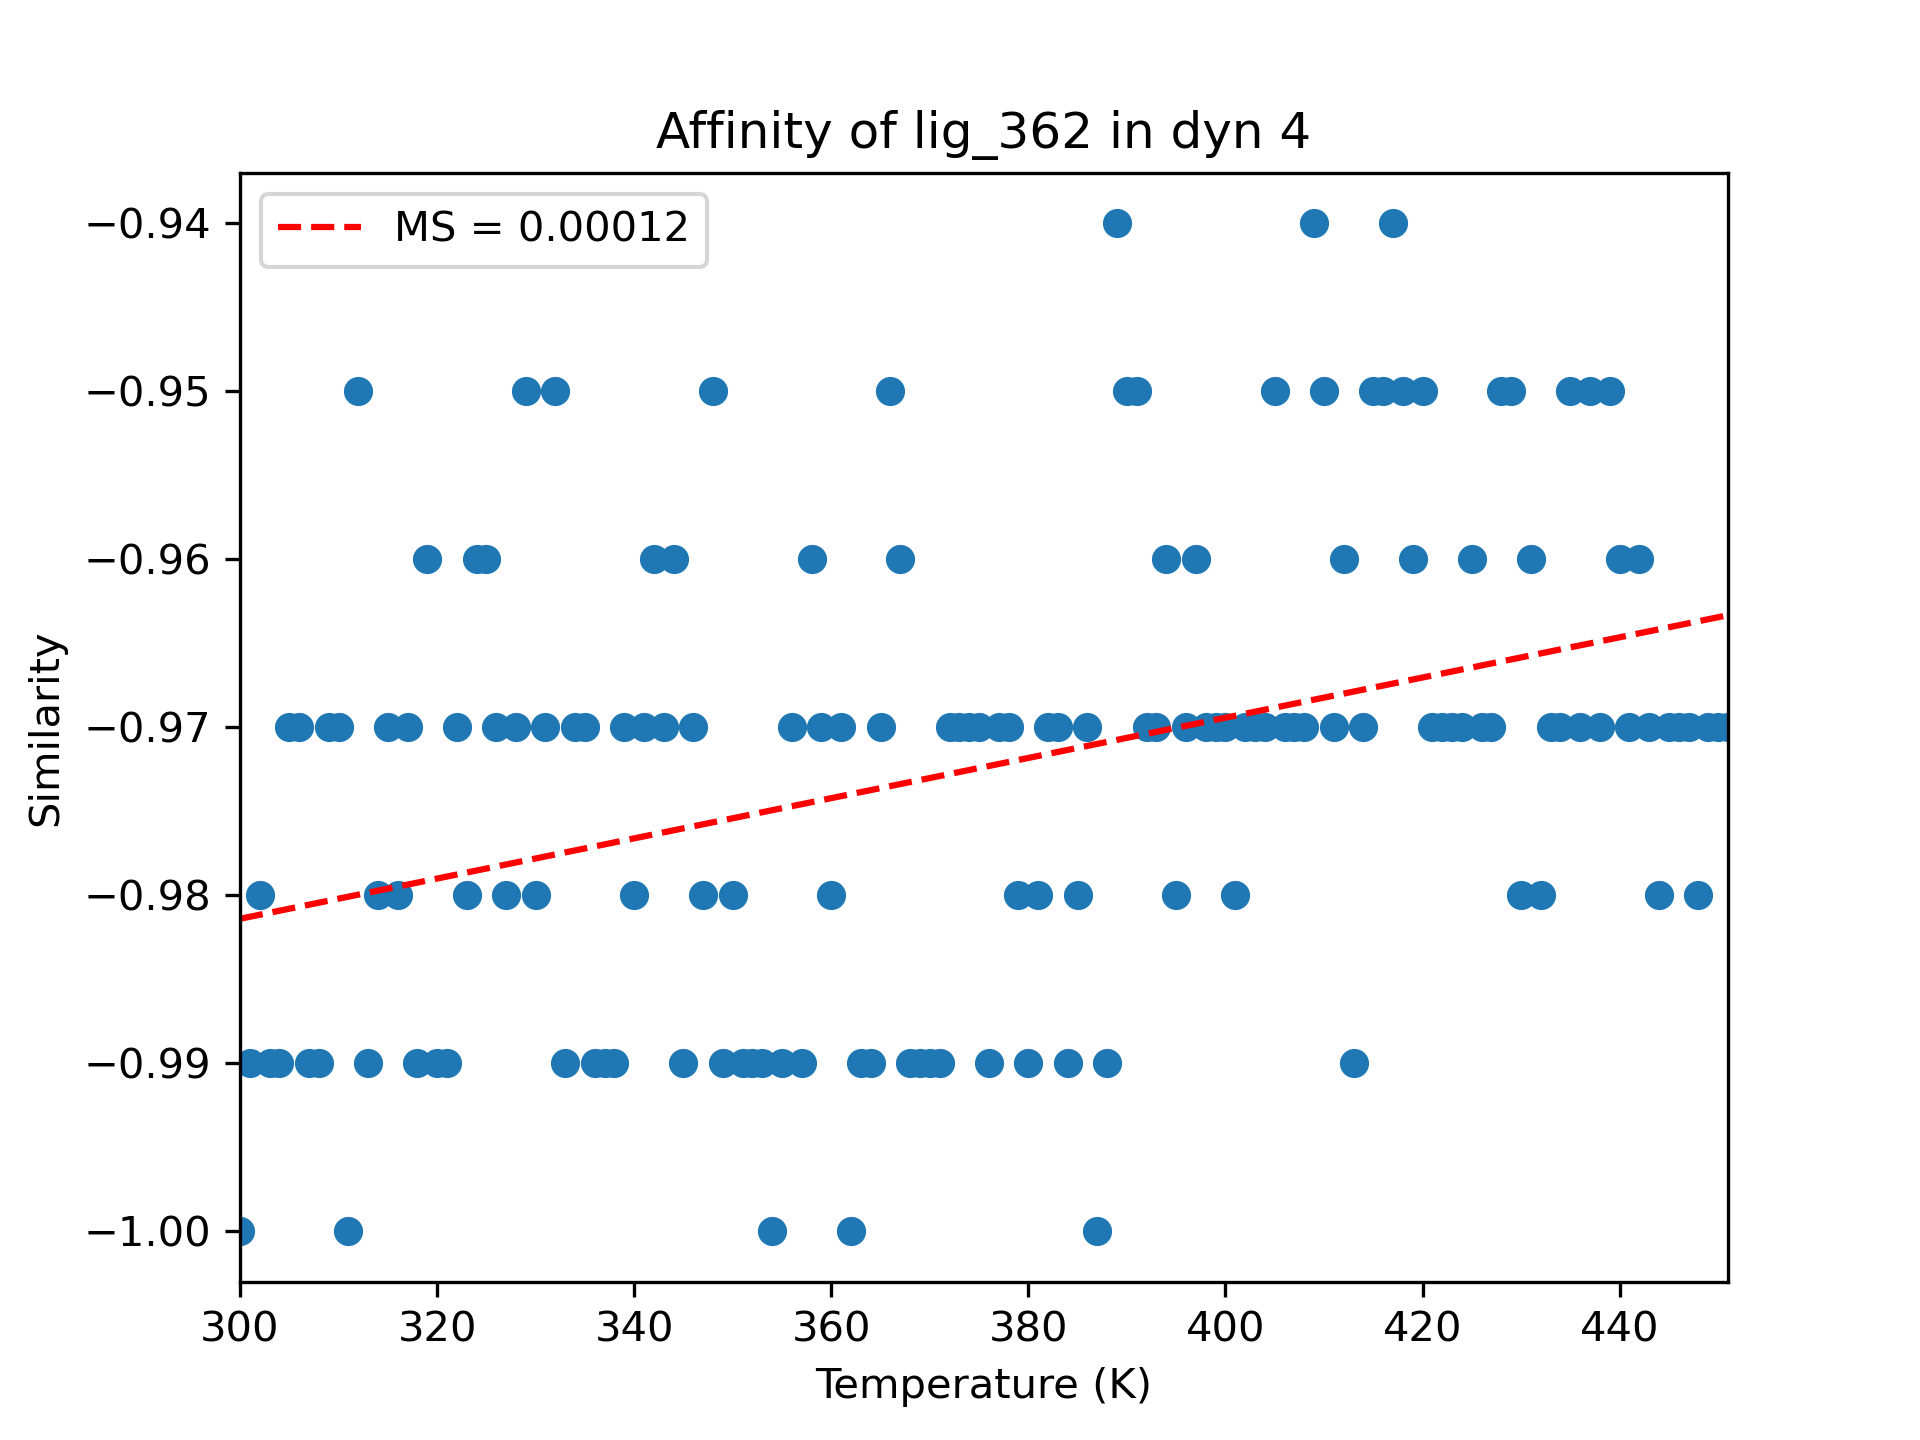 Affinity of lig_362 in dyn 4
MS = 0.00012
−0.94
−0.95
−0.96
−0.97
−0.98
−0.99
−1.00
Similarity
300 320 340 360 380 400 420 440
Temperature (K)